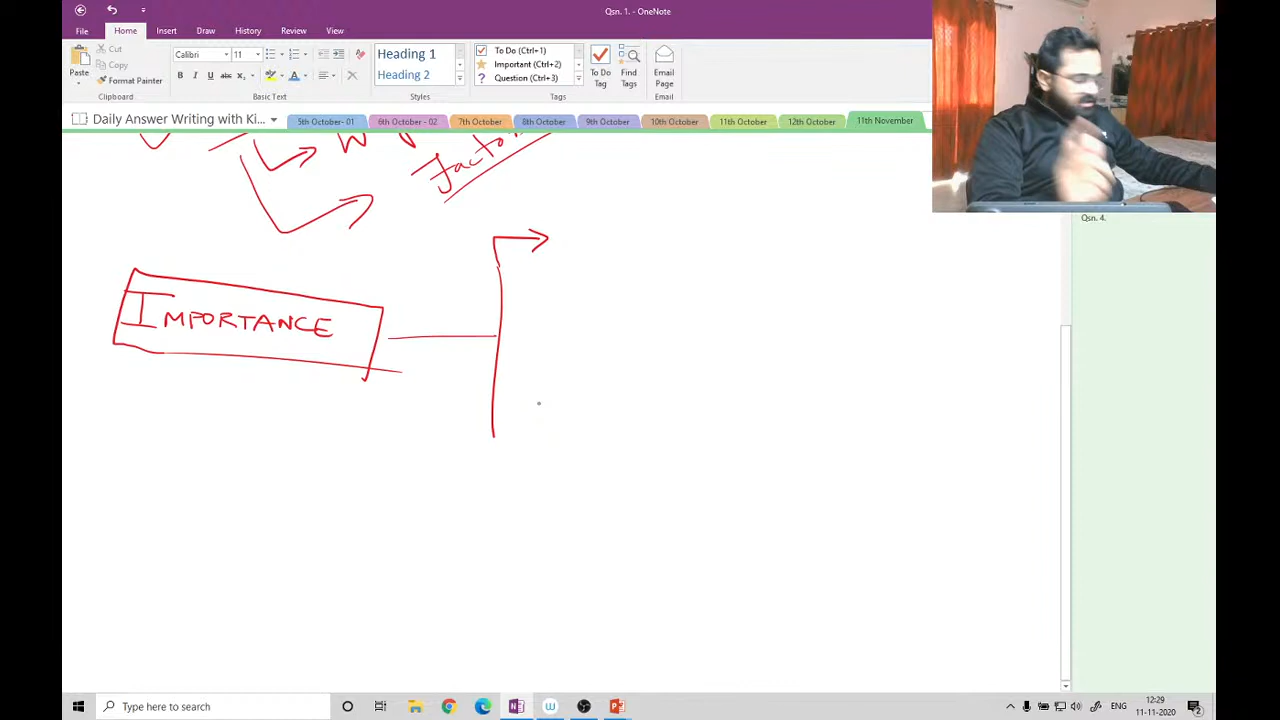 Qsn. 1. - OneNote
File Home Insert Draw History Review View
Paste
Cut
Copy
Format Painter
Clipboard
Calibri 11
B I U abc
Basic Text
Heading 1
Heading 2
Styles
To Do (Ctrl+1)
Important (Ctrl+2)
Question (Ctrl+3)
Tags
To Do Tag
Find Tags
Email Page
Email
Daily Answer Writing with Ki...
5th October- 01 6th October - 02 7th October 8th October 9th October 10th October 11th October 12th October 11th November
Qsn. 4.
IMPORTANCE
Type here to search
ENG
12:29
11-11-2020
2